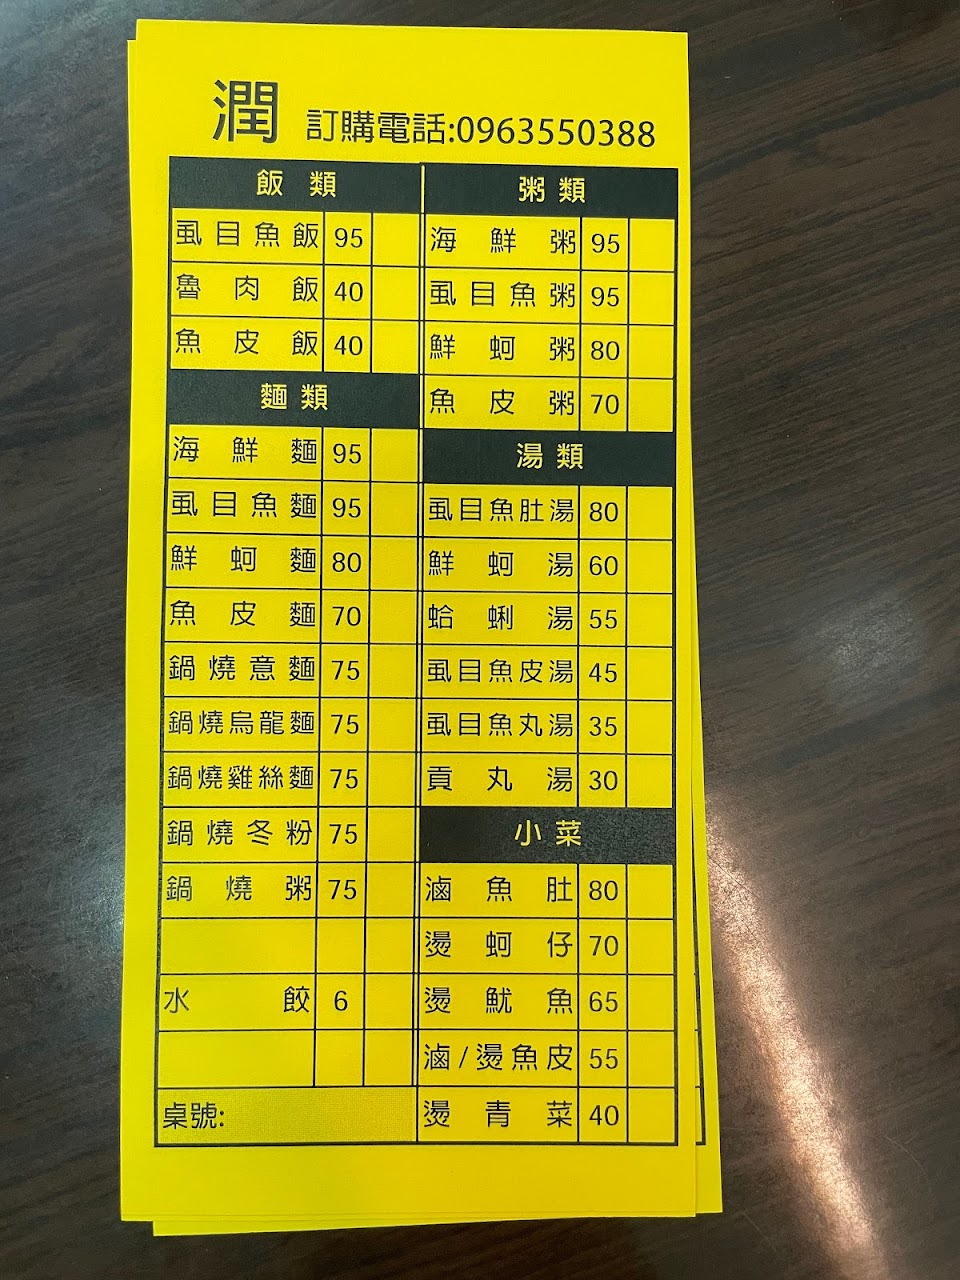 潤 訂購電話:0963550388
飯類
虱目魚飯 95
魯肉飯 40
魚皮飯 40
麵類
海鮮麵 95
虱目魚麵 95
鮮蚵麵 80
魚皮麵 70
鍋燒意麵 75
鍋燒烏龍麵 75
鍋燒雞絲麵 75
鍋燒冬粉 75
鍋燒粥 75
水餃 6
桌號:
粥類
海鮮粥 95
虱目魚粥 95
鮮蚵粥 80
魚皮粥 70
湯類
虱目魚肚湯 80
鮮蚵湯 60
蛤蜊湯 55
虱目魚皮湯 45
虱目魚丸湯 35
貢丸湯 30
小菜
滷魚肚 80
燙蚵仔 70
燙魷魚 65
滷/燙魚皮 55
燙青菜 40